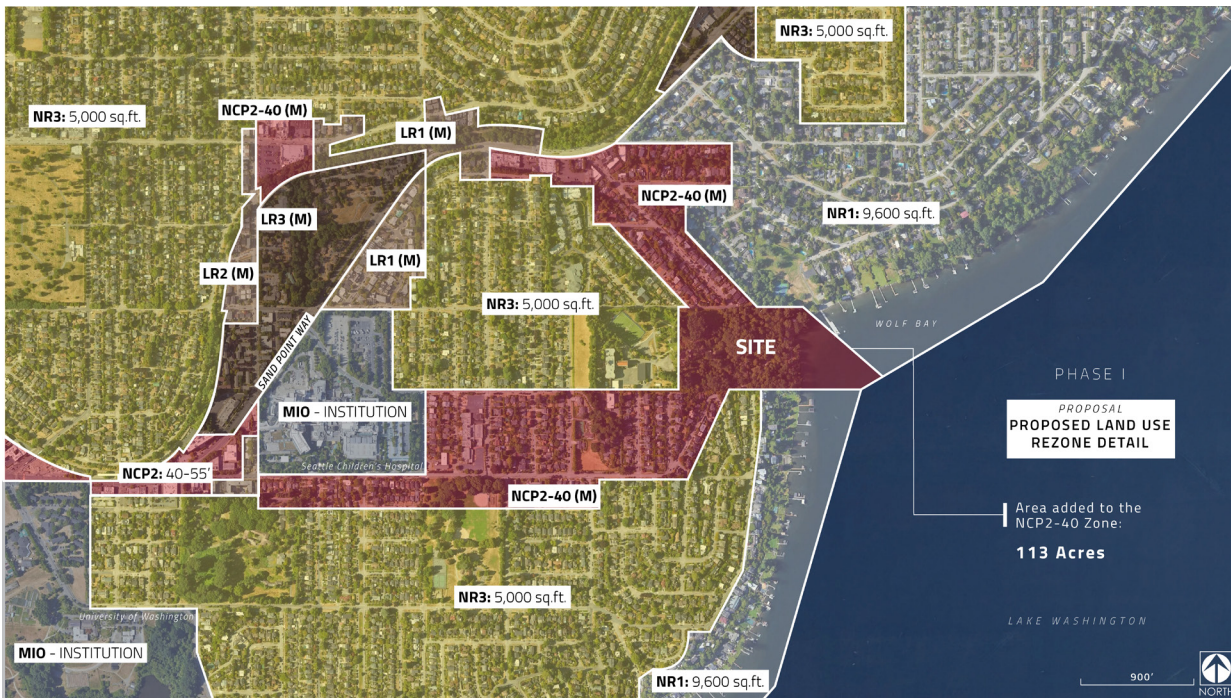 NR3: 5,000 sq.ft.
NR3: 5,000 sq.ft.
NCP2-40 (M)
LR1 (M)
NCP2-40 (M)
LR3 (M)
NR1: 9,600 sq.ft.
LR2 (M)
LR1 (M)
NR3: 5,000 sq.ft.
WOLF BAY
SITE
SAND POINT WAY
PHASE I
PROPOSAL
PROPOSED LAND USE
REZONE DETAIL
MIO - INSTITUTION
Seattle Children's Hospital
NCP2: 40-55'
NCP2-40 (M)
Area added to the
NCP2-40 Zone:
113 Acres
NR3: 5,000 sq.ft.
University of Washington
LAKE WASHINGTON
MIO - INSTITUTION
NR1: 9,600 sq.ft.
900'
NORTH